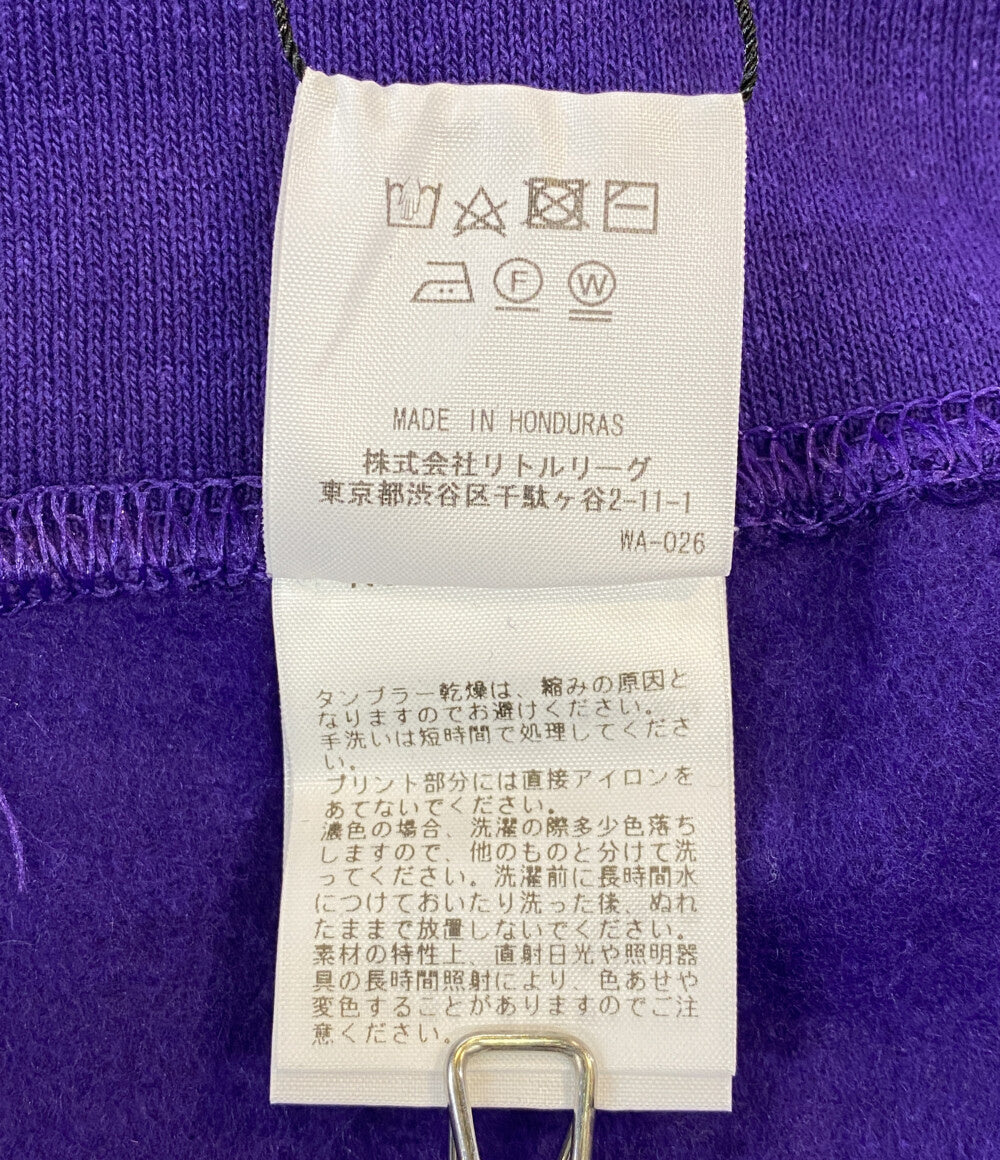 F W
MADE IN HONDURAS
株式会社リトルリーグ
東京都渋谷区千駄ヶ谷2-11-1
WA-026
タンブラー乾燥は、縮みの原因と
なりますのでお避けください。
手洗いは短時間で処理してくださ
い。
プリント部分には直接アイロンを
あてないでください。
濃色の場合、洗濯の際多少色落ち
しますので、他のものと分けて洗
ってください。洗濯前に長時間水
につけておいたり洗った後、ぬれ
たままで放置しないでください。
素材の特性上、直射日光や照明器
具の長時間照射により、色あせや
変色することがありますのでご注
意ください。